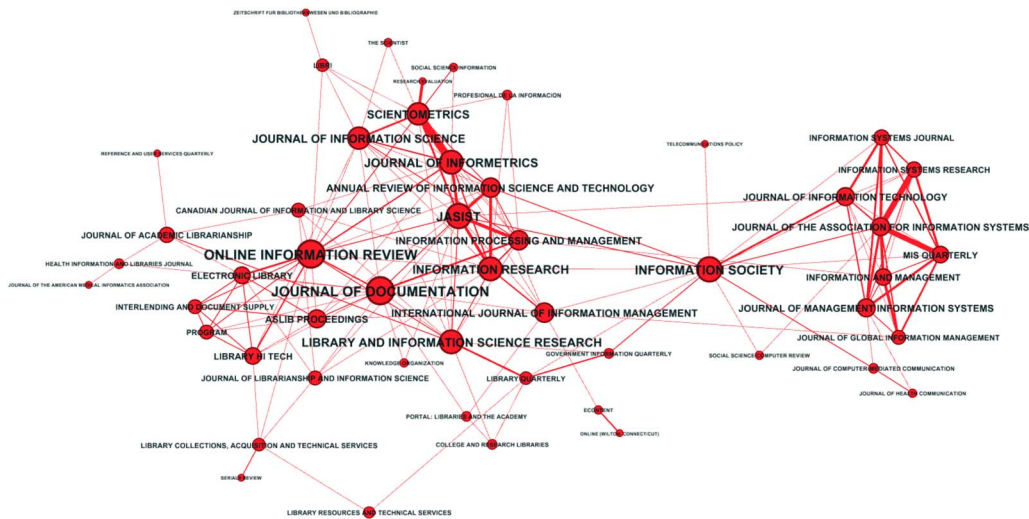 ZEITSCHRIFT FUR BIBLIOTHEKWESEN UND BIBLIOGRAPHIE
THE SCIENTIST
LIBRI
SOCIAL SCIENCE INFORMATION
RESEARCH EVALUATION
PROFESIONAL DE LA INFORMACION
SCIENTOMETRICS
JOURNAL OF INFORMATION SCIENCE
INFORMATION SYSTEMS JOURNAL
TELECOMMUNICATIONS POLICY
REFERENCE AND USER SERVICES QUARTERLY
JOURNAL OF INFORMETRICS
INFORMATION SYSTEMS RESEARCH
ANNUAL REVIEW OF INFORMATION SCIENCE AND TECHNOLOGY
JOURNAL OF INFORMATION TECHNOLOGY
CANADIAN JOURNAL OF INFORMATION AND LIBRARY SCIENCE
JASIST
JOURNAL OF THE ASSOCIATION FOR INFORMATION SYSTEMS
JOURNAL OF ACADEMIC LIBRARIANSHIP
INFORMATION PROCESSING AND MANAGEMENT
ONLINE INFORMATION REVIEW
MIS QUARTERLY
HEALTH INFORMATION AND LIBRARIES JOURNAL
INFORMATION RESEARCH
INFORMATION SOCIETY
ELECTRONIC LIBRARY
INFORMATION AND MANAGEMENT
JOURNAL OF THE AMERICAN MEDICAL INFORMATICS ASSOCIATION
JOURNAL OF DOCUMENTATION
INTERLENDING AND DOCUMENT SUPPLY
JOURNAL OF MANAGEMENT INFORMATION SYSTEMS
INTERNATIONAL JOURNAL OF INFORMATION MANAGEMENT
ASLIB PROCEEDINGS
PROGRAM
JOURNAL OF GLOBAL INFORMATION MANAGEMENT
LIBRARY AND INFORMATION SCIENCE RESEARCH
GOVERNMENT INFORMATION QUARTERLY
LIBRARY HI TECH
SOCIAL SCIENCE COMPUTER REVIEW
KNOWLEDGE ORGANIZATION
JOURNAL OF COMPUTER-MEDIATED COMMUNICATION
JOURNAL OF LIBRARIANSHIP AND INFORMATION SCIENCE
LIBRARY QUARTERLY
JOURNAL OF HEALTH COMMUNICATION
ECONTENT
PORTAL: LIBRARIES AND THE ACADEMY
ONLINE (WILTON, CONNECTICUT)
LIBRARY COLLECTIONS, ACQUISITION AND TECHNICAL SERVICES
COLLEGE AND RESEARCH LIBRARIES
SERIALS REVIEW
LIBRARY RESOURCES AND TECHNICAL SERVICES